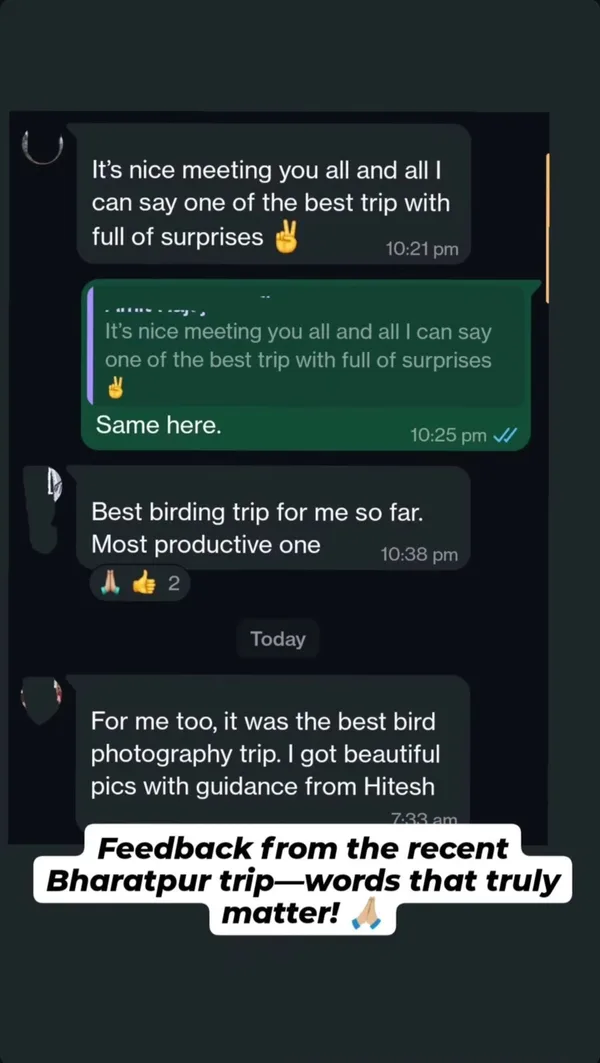 It's nice meeting you all and all I
can say one of the best trip with
full of surprises ✌️
10:21 pm
It's nice meeting you all and all I can say
one of the best trip with full of surprises
✌️
Same here.
10:25 pm
Best birding trip for me so far.
Most productive one
10:38 pm
🙏🏼 👍 2
Today
For me too, it was the best bird
photography trip. I got beautiful
pics with guidance from Hitesh
7:33 am
Feedback from the recent
Bharatpur trip—words that truly
matter! 🙏🏼